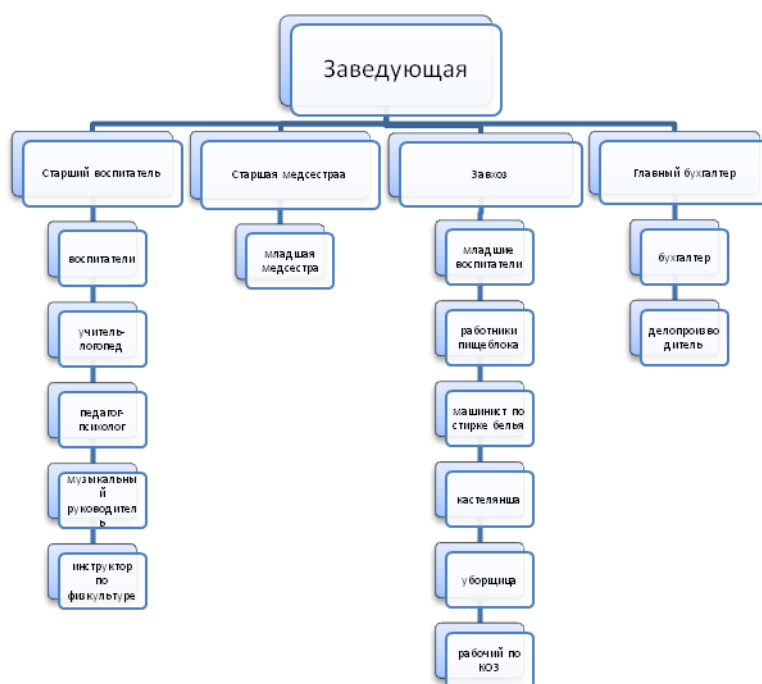 Заведующая
Старший воспитатель
Старшая медсестраа
Завхоз
Главный бухгалтер
воспитатели
учитель-
логопед
педагог-
психолог
музыкальны
й
руководител
ь
инструктор
по
физкультуре
младшая
медсестра
младшие
воспитатели
работники
пищеблока
машинист по
стирке белья
кастелянша
уборщица
рабочий по
КОЗ
бухгалтер
делопроизво
дитель